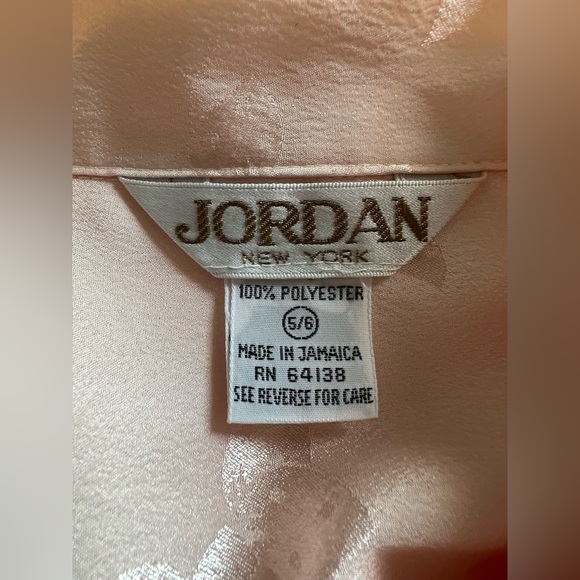 JORDAN
NEW YORK
100% POLYESTER
5/6
MADE IN JAMAICA
RN 64138
SEE REVERSE FOR CARE